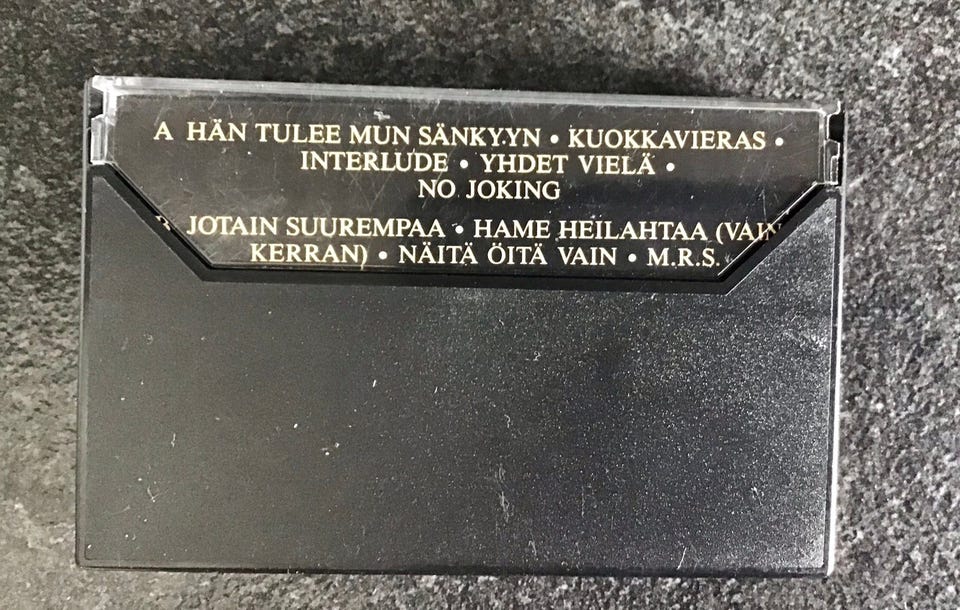 A HÄN TULEE MUN SÄNKY.YN • KUOKKAVIERAS •
INTERLUDE • YHDET VIELÄ •
NO JOKING
JOTAIN SUUREMPAA • HAME HEILAHTAA (VAIN
KERRAN) • NÄITÄ ÖITÄ VAIN • M.R.S.